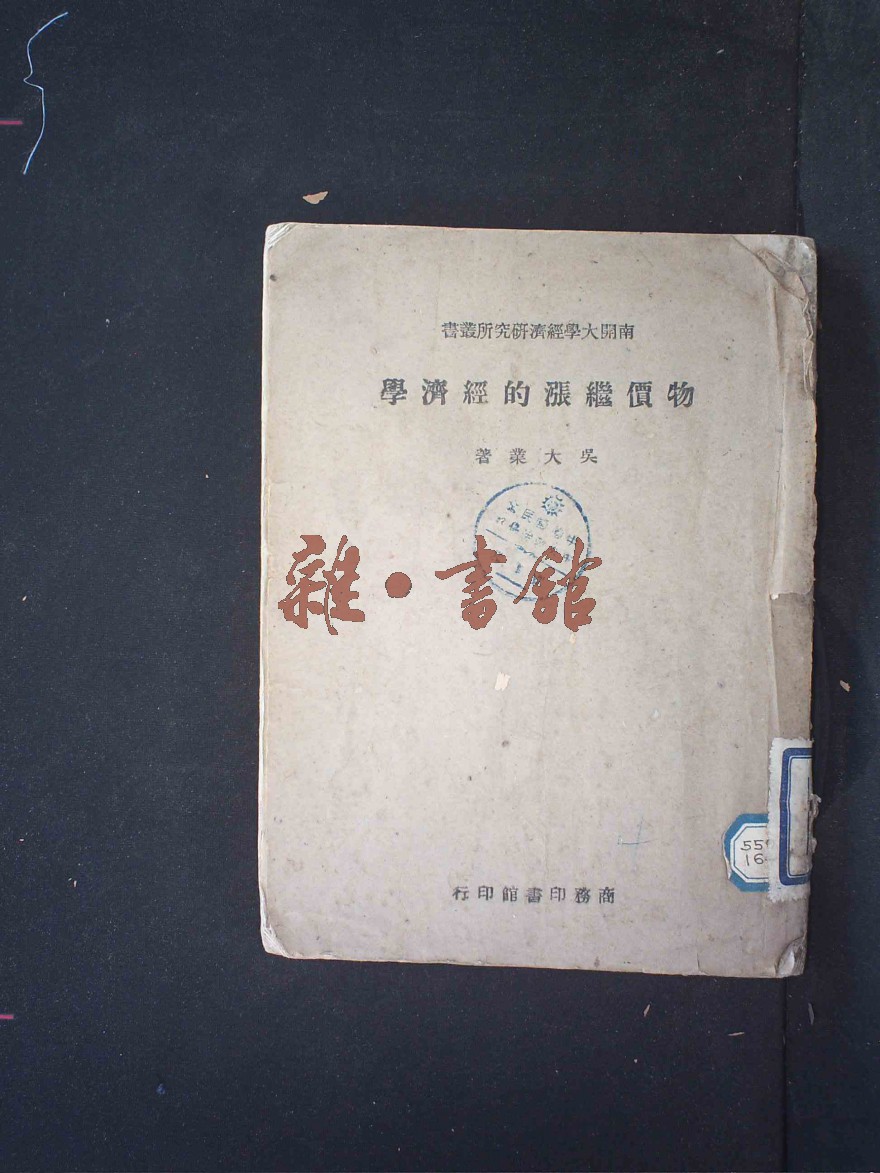 南開大學經濟研究所叢書
物價繼漲的經濟學
吳大業著
雜·書舘
商務印書館印行